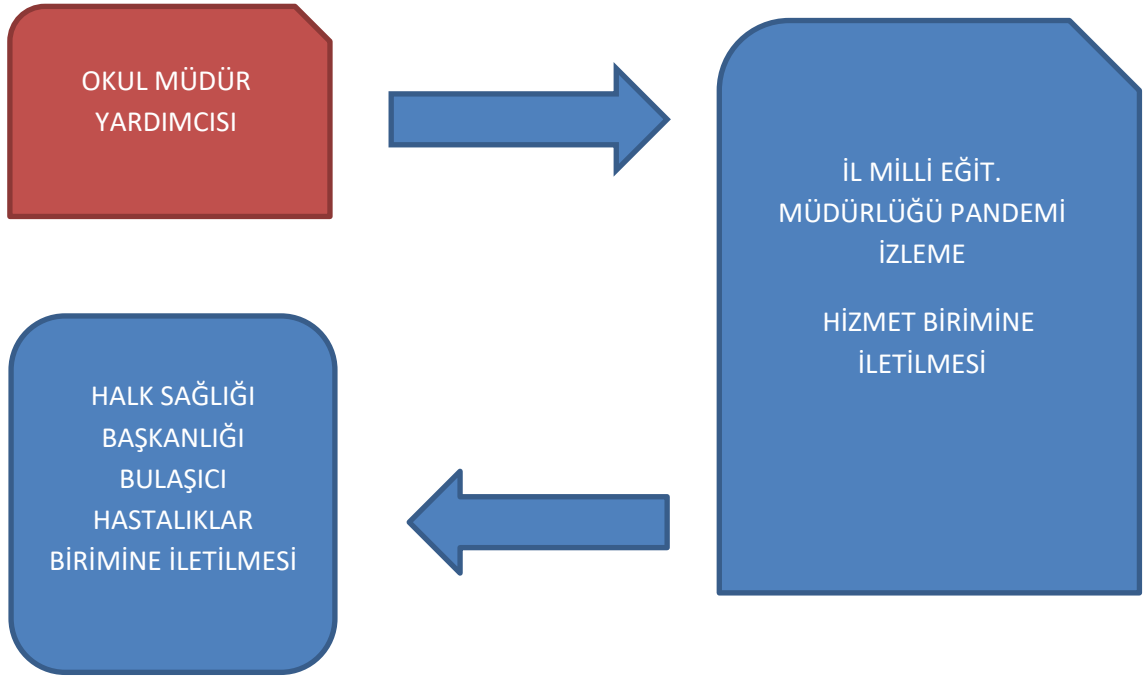 OKUL MÜDÜR
YARDIMCISI
İL MİLLİ EĞİT.
MÜDÜRLÜĞÜ PANDEMİ
İZLEME
HİZMET BİRİMİNE
İLETİLMESİ
HALK SAĞLIĞI
BAŞKANLIĞI
BULAŞICI
HASTALIKLAR
BİRİMİNE İLETİLMESİ